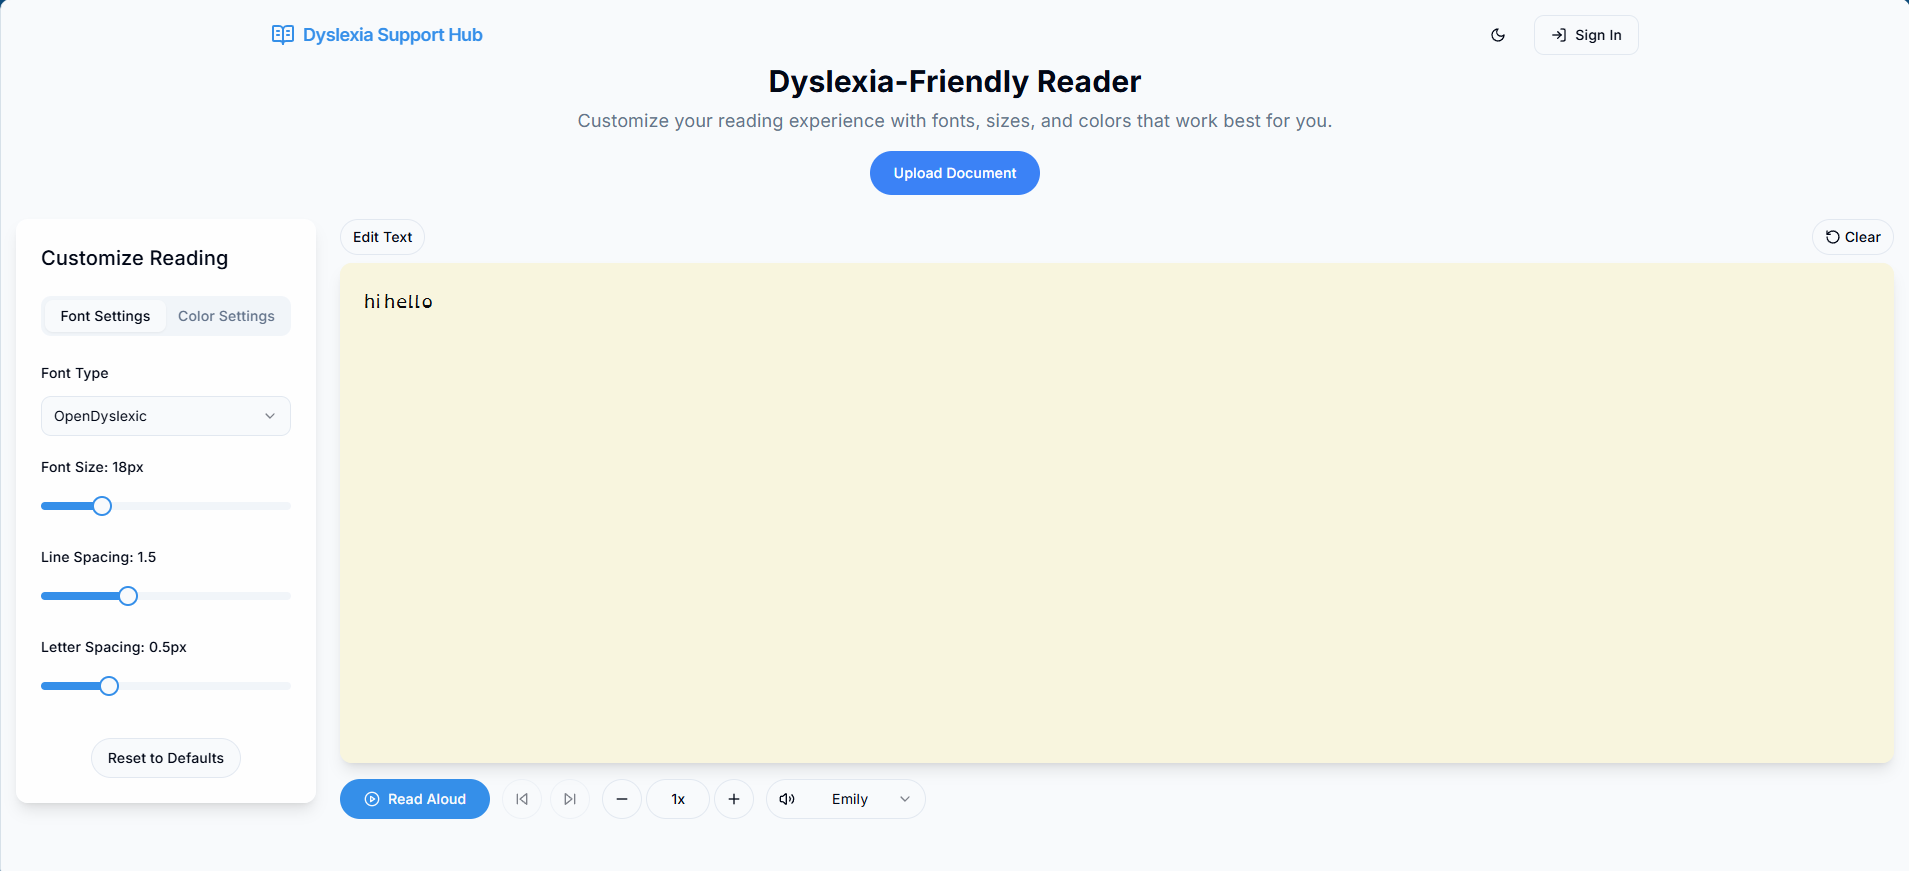 Dyslexia Support Hub
Sign In
Dyslexia-Friendly Reader
Customize your reading experience with fonts, sizes, and colors that work best for you.
Upload Document
Customize Reading
Font Settings
Color Settings
Font Type
OpenDyslexic
Font Size: 18px
Line Spacing: 1.5
Letter Spacing: 0.5px
Reset to Defaults
Edit Text
Clear
hi hello
Read Aloud
1x
Emily